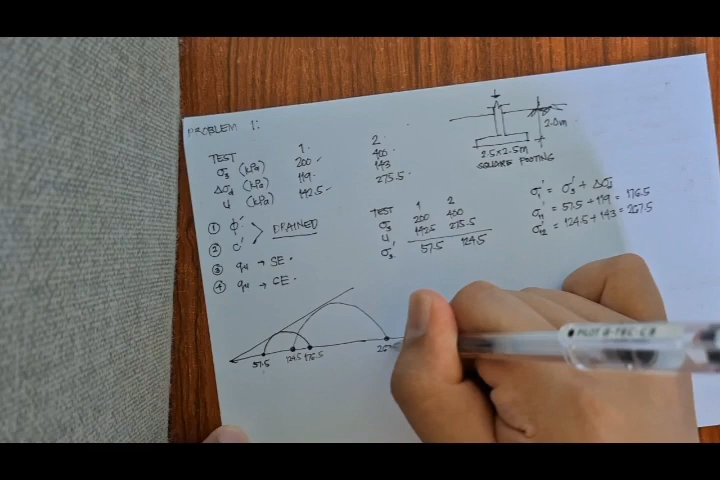 PROBLEM 1:
TEST 1. 2.
σ3 (kPa) 200 400
Δσd (kPa) 119. 143
u (kPa) 142.5 275.5
① φ'
② c' > DRAINED
③ qu → SE.
④ qu → CE.
2.0m
2.5 x 2.5m
SQUARE FOOTING
TEST 1 2
σ3 200 400
u 142.5 275.5
σ3' 57.5 124.5
σ1' = σ3' + Δσd
σ11' = 57.5 + 119 = 176.5
σ12' = 124.5 + 143 = 267.5
57.5 124.5 176.5
PILOT G-TEC-C3